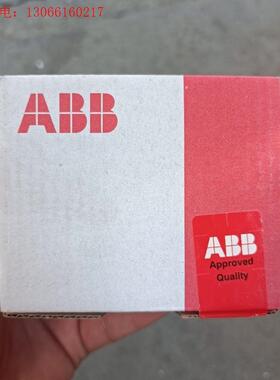 电：13066160217
ABB
ABB
Approved
Quality